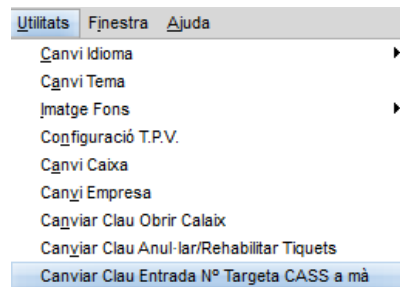 Utilitats Finestra Ajuda
Canvi Idioma
Canvi Tema
Imatge Fons
Configuració T.P.V.
Canvi Caixa
Canvi Empresa
Canviar Clau Obrir Calaix
Canviar Clau Anul·lar/Rehabilitar Tiquets
Canviar Clau Entrada Nº Targeta CASS a mà